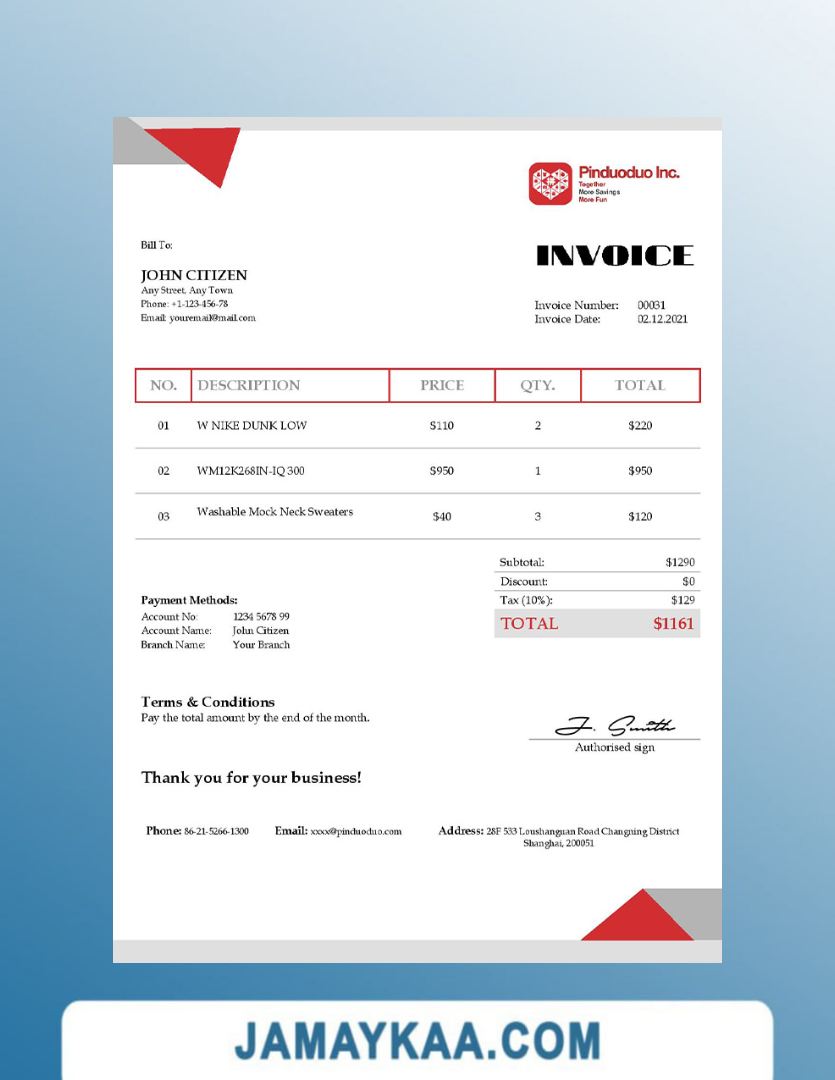 Pinduoduo Inc.
Together
More Savings
More Fun
Bill To:
INVOICE
JOHN CITIZEN
Any Street, Any Town
Phone: +1-123-456-78
Email: youremail@mail.com
Invoice Number: 00031
Invoice Date: 02.12.2021
NO. DESCRIPTION PRICE QTY. TOTAL
01 W NIKE DUNK LOW $110 2 $220
02 WM12K268IN-IQ 300 $950 1 $950
03 Washable Mock Neck Sweaters $40 3 $120
Subtotal: $1290
Discount: $0
Tax (10%): $129
TOTAL $1161
Payment Methods:
Account No: 1234 5678 99
Account Name: John Citizen
Branch Name: Your Branch
Terms & Conditions
Pay the total amount by the end of the month.
J. Smith
Authorised sign
Thank you for your business!
Phone: 86-21-5266-1300 Email: xxxx@pinduoduo.com Address: 28F 533 Loushanguan Road Changning District
Shanghai, 200051
JAMAYKAA.COM